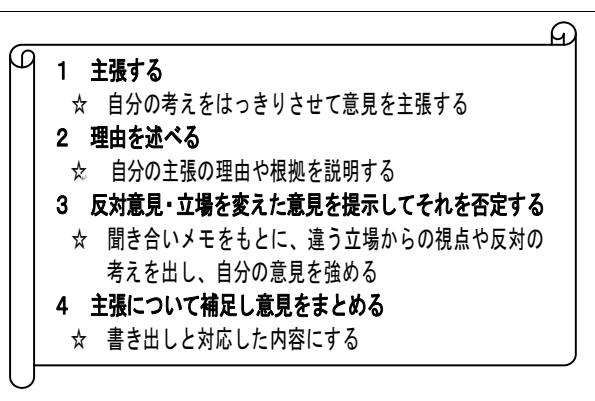 1 主張する
☆ 自分の考えをはっきりさせて意見を主張する
2 理由を述べる
☆ 自分の主張の理由や根拠を説明する
3 反対意見・立場を変えた意見を提示してそれを否定する
☆ 聞き合いメモをもとに、違う立場からの視点や反対の
考えを出し、自分の意見を強める
4 主張について補足し意見をまとめる
☆ 書き出しと対応した内容にする